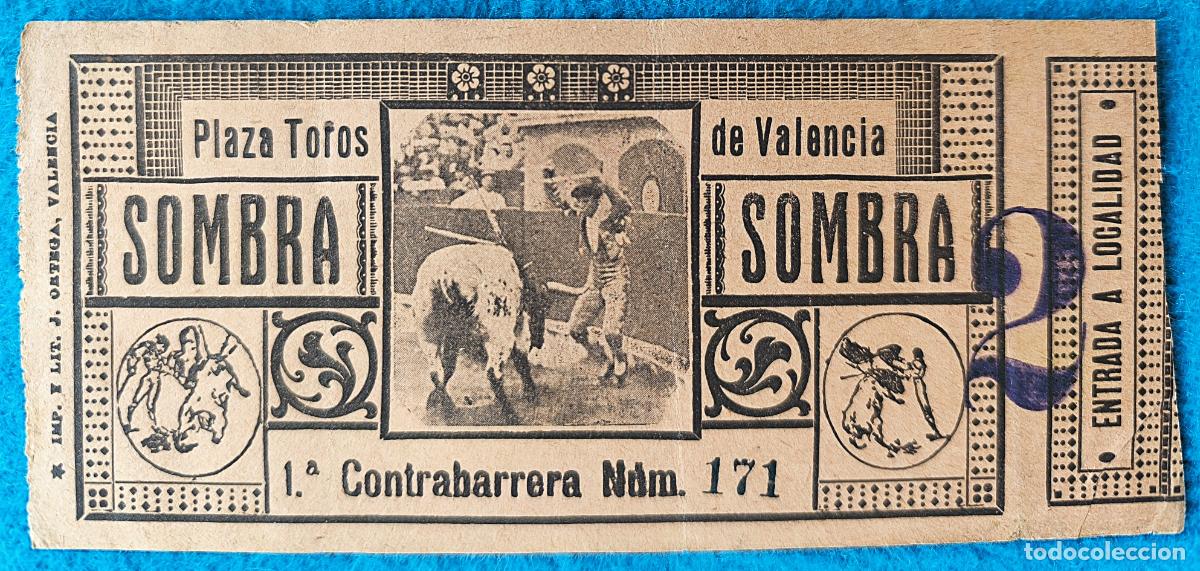 ★ IMP. Y LIT. J. ORTEGA, VALENCIA
Plaza Toros de Valencia
SOMBRA SOMBRA
1.ª Contrabarrera Núm. 171
2
ENTRADA A LOCALIDAD
todocoleccion